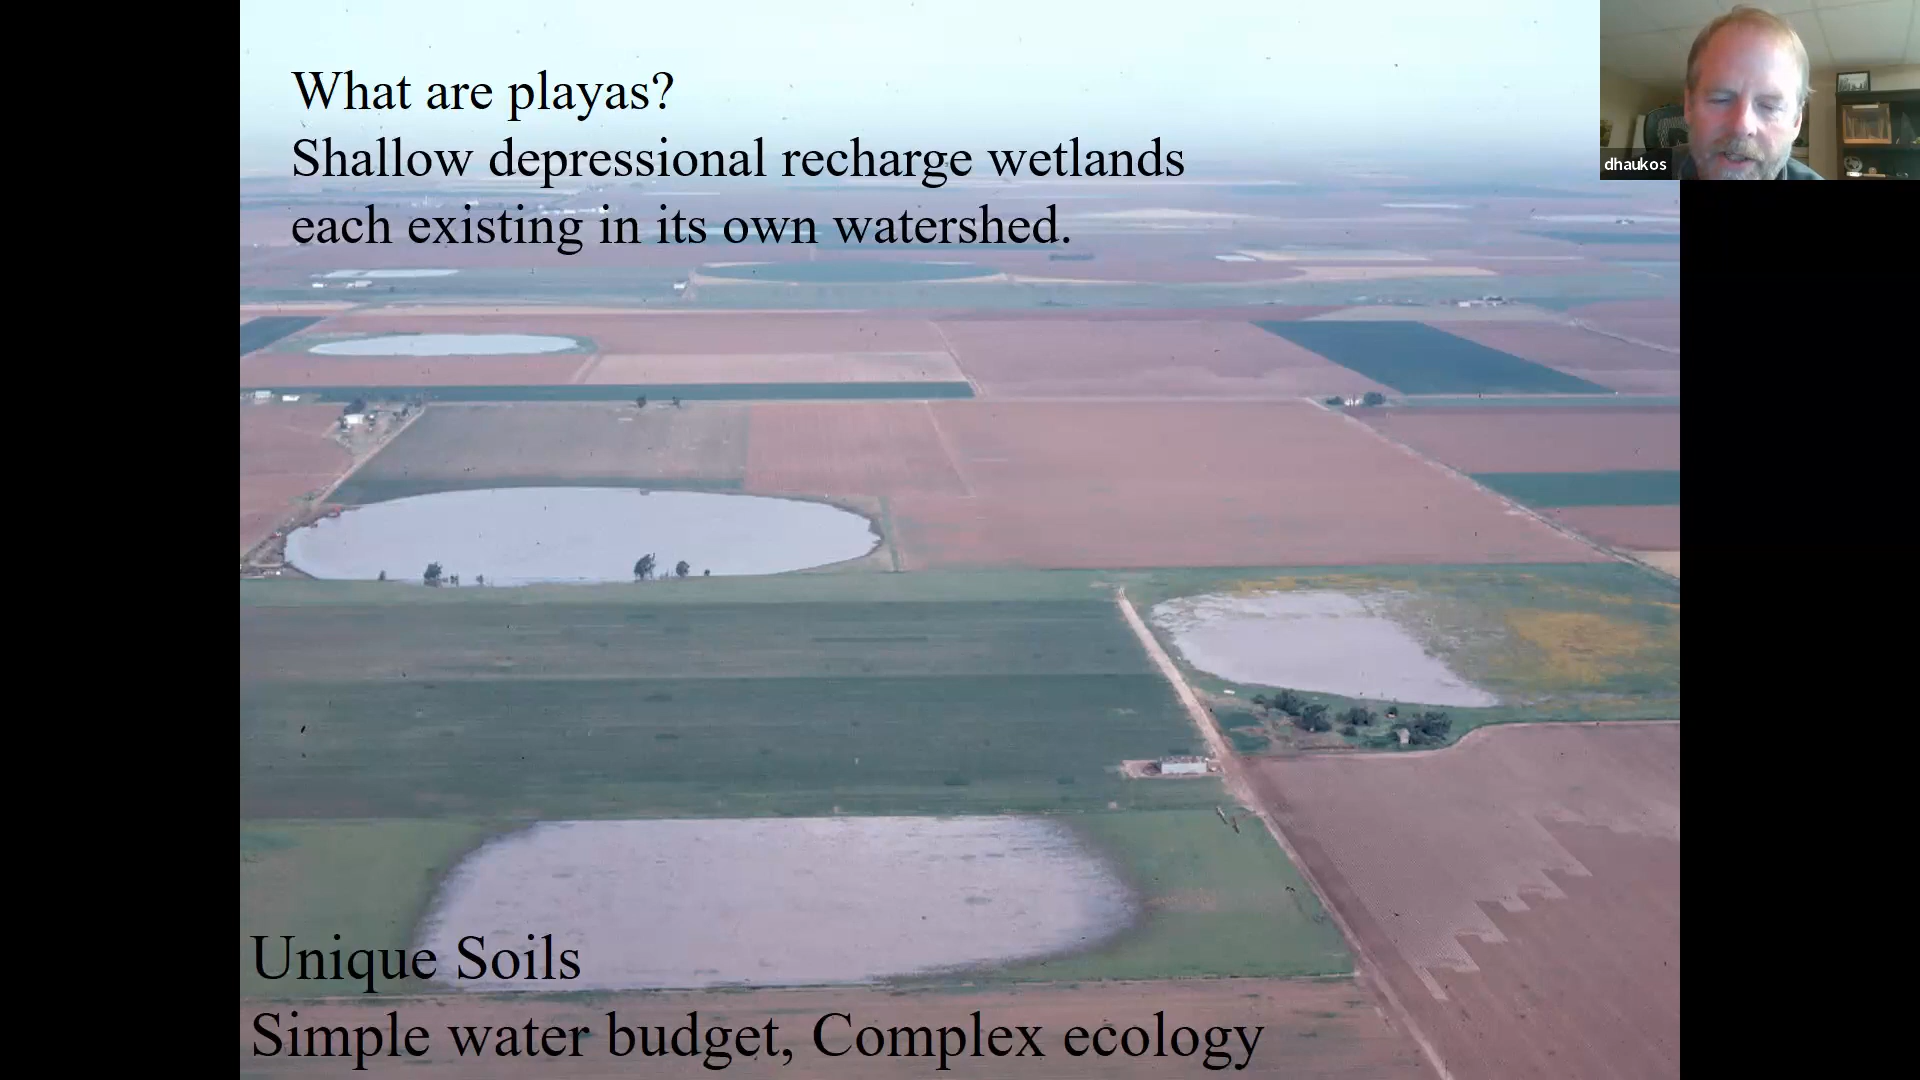 What are playas?
Shallow depressional recharge wetlands
each existing in its own watershed.
dhaukos
Unique Soils
Simple water budget, Complex ecology